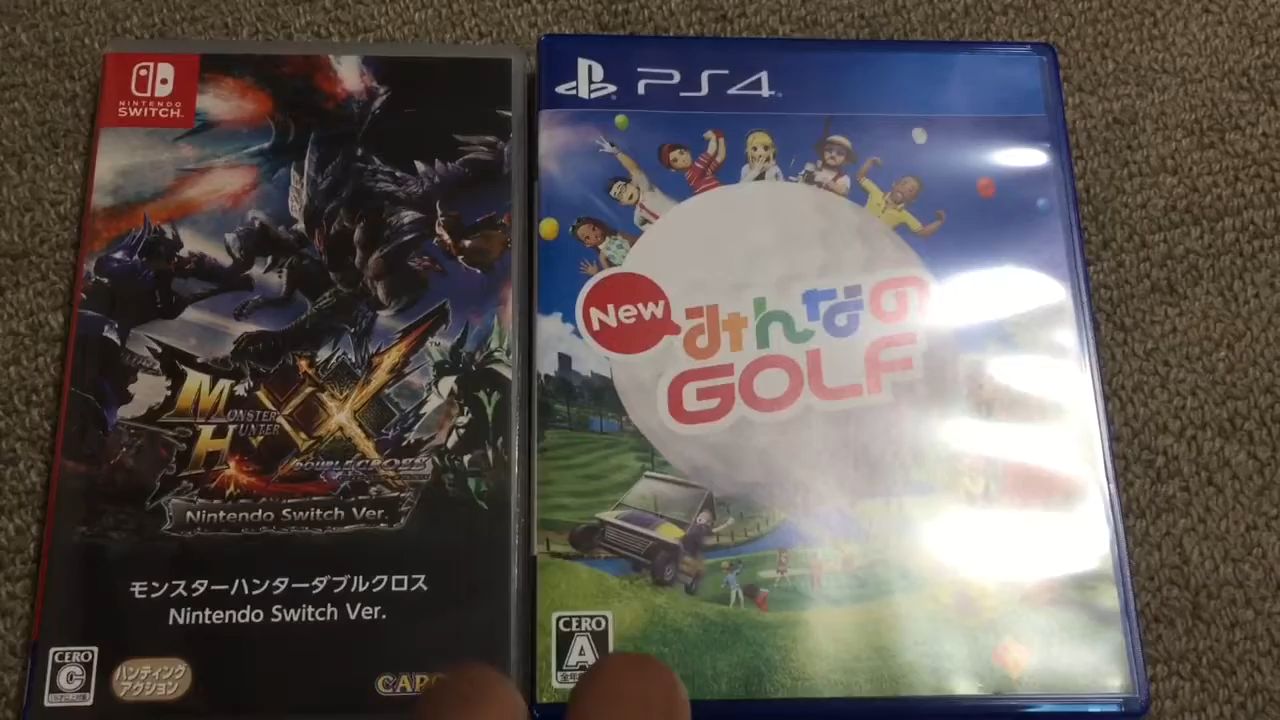 NINTENDO
SWITCH
MONSTER
HUNTER
XX
DOUBLE CROSS
Nintendo Switch Ver.
モンスターハンターダブルクロス
Nintendo Switch Ver.
CERO
C
ハンティング
アクション
PS4
New
みんなの
GOLF
CERO
A